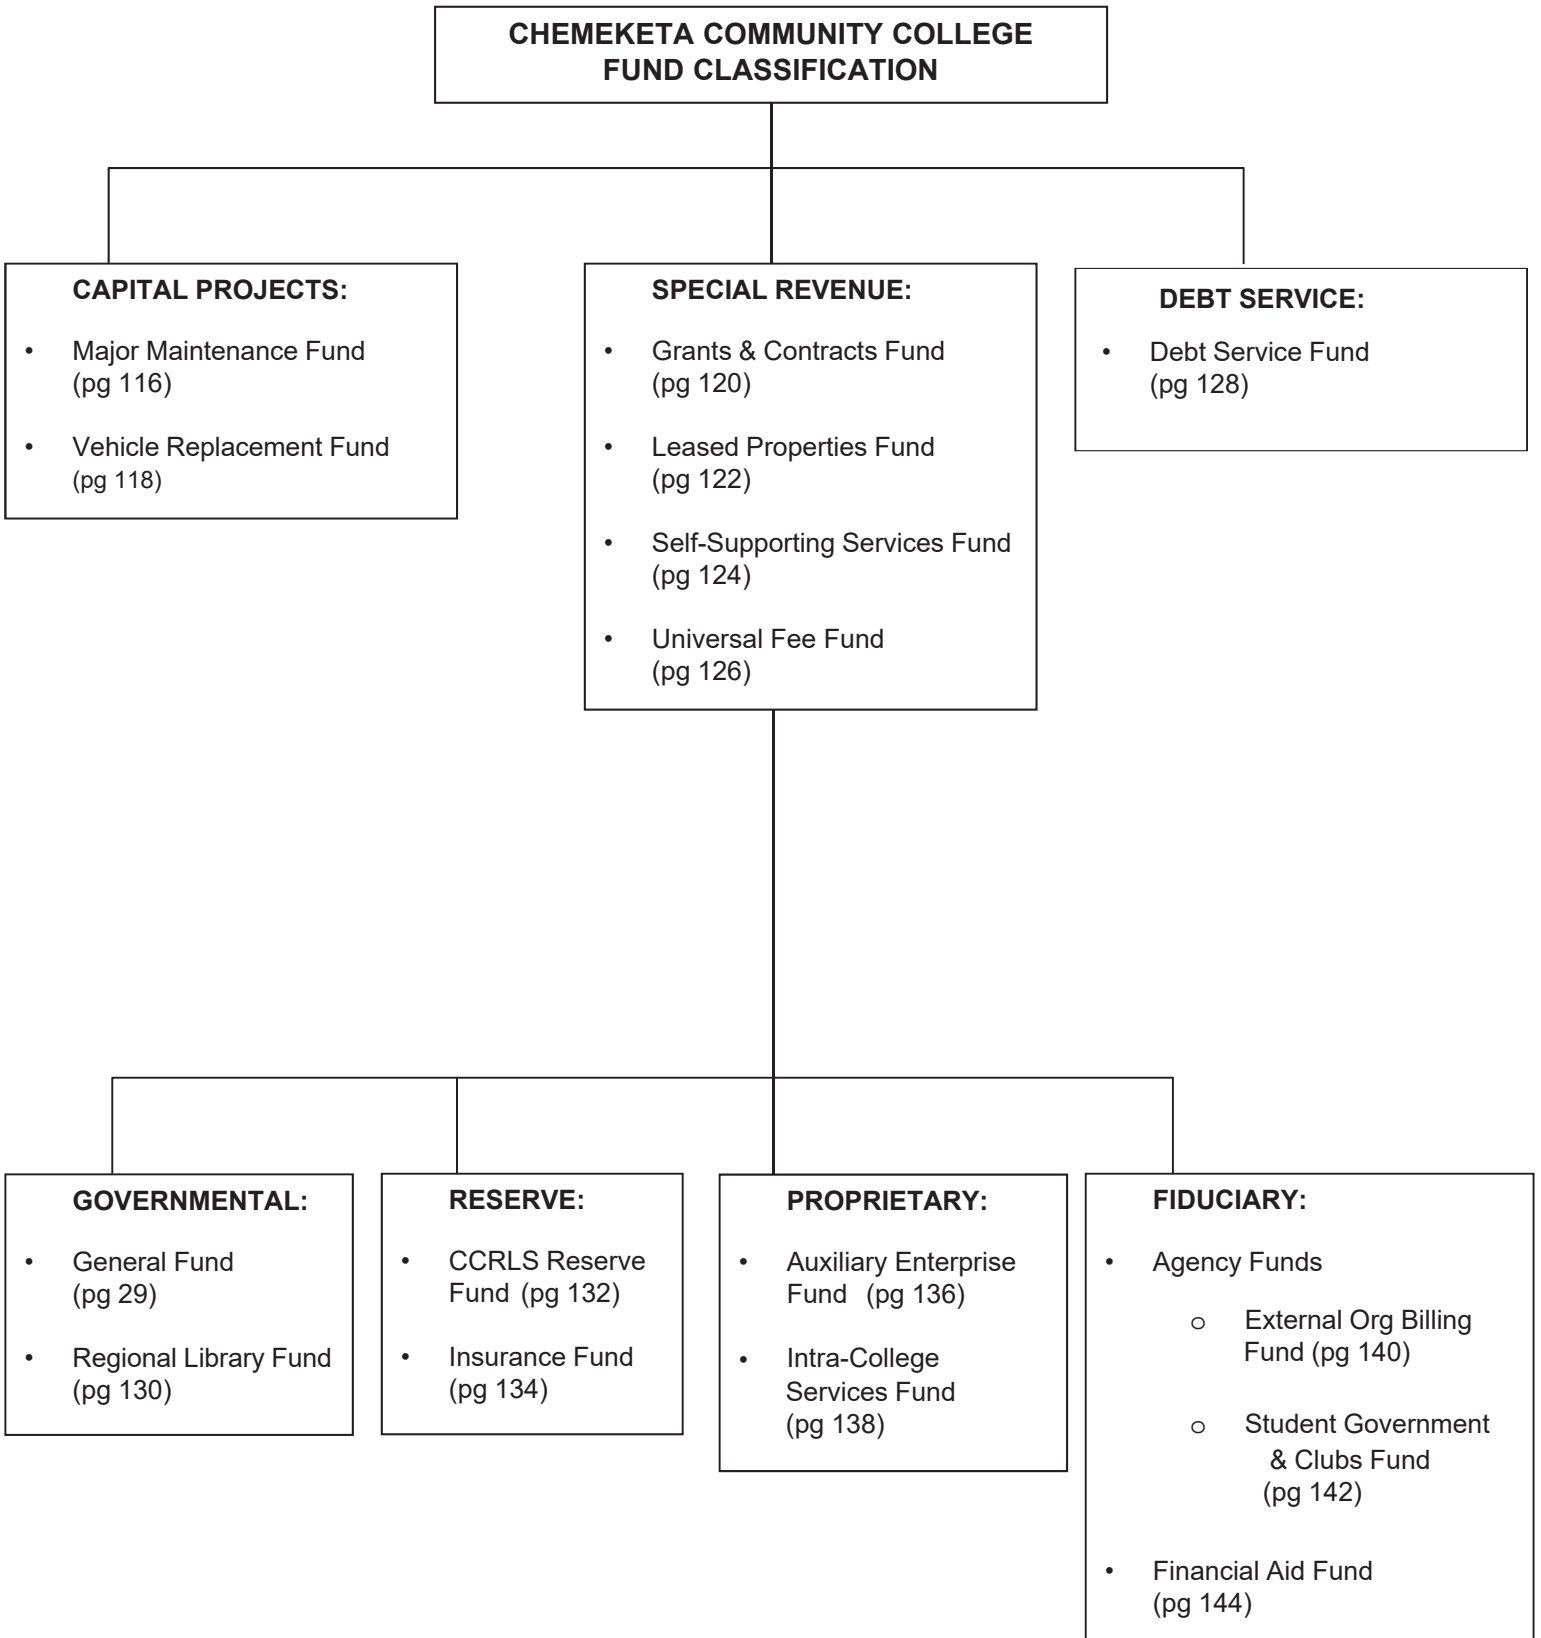 CHEMEKETA COMMUNITY COLLEGE
FUND CLASSIFICATION
CAPITAL PROJECTS:
• Major Maintenance Fund
(pg 116)
• Vehicle Replacement Fund
(pg 118)
SPECIAL REVENUE:
• Grants & Contracts Fund
(pg 120)
• Leased Properties Fund
(pg 122)
• Self-Supporting Services Fund
(pg 124)
• Universal Fee Fund
(pg 126)
DEBT SERVICE:
• Debt Service Fund
(pg 128)
GOVERNMENTAL:
• General Fund
(pg 29)
• Regional Library Fund
(pg 130)
RESERVE:
• CCRLS Reserve
Fund (pg 132)
• Insurance Fund
(pg 134)
PROPRIETARY:
• Auxiliary Enterprise
Fund (pg 136)
• Intra-College
Services Fund
(pg 138)
FIDUCIARY:
• Agency Funds
o External Org Billing
Fund (pg 140)
o Student Government
& Clubs Fund
(pg 142)
• Financial Aid Fund
(pg 144)